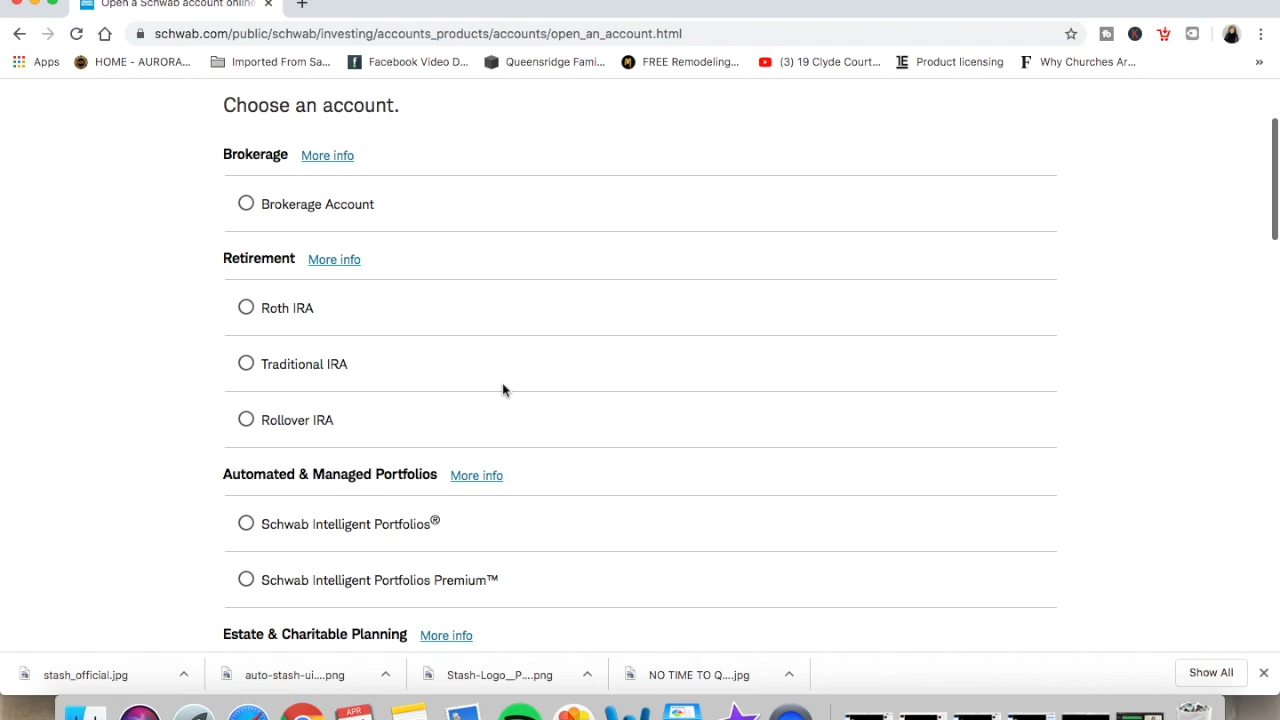 Open a Schwab account online
schwab.com/public/schwab/investing/accounts_products/accounts/open_an_account.html
Apps HOME - AURORA... Imported From Sa... Facebook Video D... Queensridge Fami... FREE Remodeling... (3) 19 Clyde Court... Product licensing Why Churches Ar... »
Choose an account.
Brokerage More info
Brokerage Account
Retirement More info
Roth IRA
Traditional IRA
Rollover IRA
Automated & Managed Portfolios More info
Schwab Intelligent Portfolios®
Schwab Intelligent Portfolios Premium™
Estate & Charitable Planning More info
stash_official.jpg auto-stash-ui....png Stash-Logo__P....png NO TIME TO Q....jpg Show All
APR